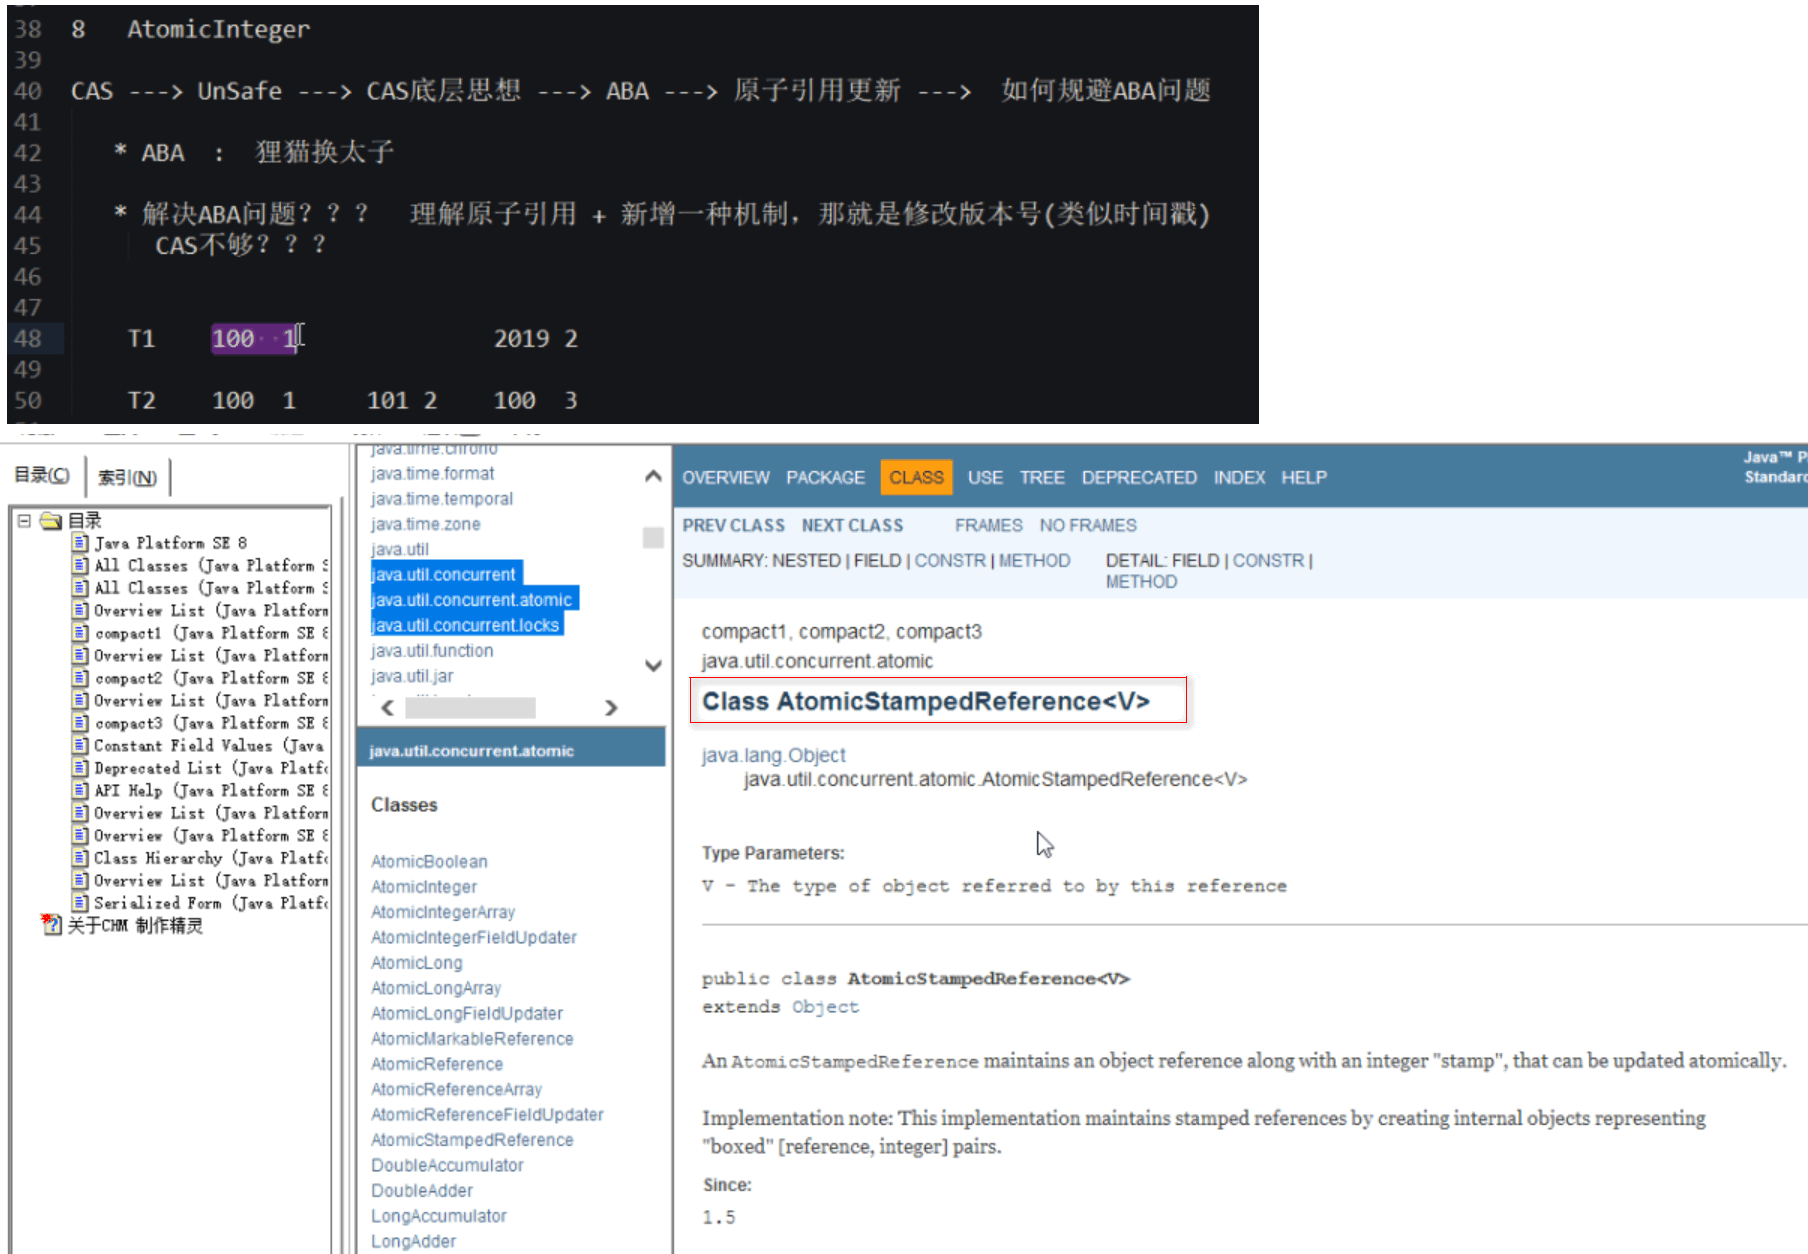 38 8 AtomicInteger
39
40 CAS ---> UnSafe ---> CAS底层思想 ---> ABA ---> 原子引用更新 ---> 如何规避ABA问题
41
42 * ABA : 狸猫换太子
43
44 * 解决ABA问题？？？ 理解原子引用 + 新增一种机制，那就是修改版本号(类似时间戳)
45 CAS不够？？？
46
47
48 T1 100 1 2019 2
49
50 T2 100 1 101 2 100 3
目录(C) 索引(N)
目录
Java Platform SE 8
All Classes (Java Platform S
All Classes (Java Platform S
Overview List (Java Platform
compact1 (Java Platform SE 8
Overview List (Java Platform
compact2 (Java Platform SE 8
Overview List (Java Platform
compact3 (Java Platform SE 8
Constant Field Values (Java
Deprecated List (Java Platfo
API Help (Java Platform SE 8
Overview List (Java Platform
Overview (Java Platform SE 8
Class Hierarchy (Java Platfo
Overview List (Java Platform
Serialized Form (Java Platfo
关于CHM 制作精灵
java.time.chrono
java.time.format
java.time.temporal
java.time.zone
java.util
java.util.concurrent
java.util.concurrent.atomic
java.util.concurrent.locks
java.util.function
java.util.jar
java.util.concurrent.atomic
Classes
AtomicBoolean
AtomicInteger
AtomicIntegerArray
AtomicIntegerFieldUpdater
AtomicLong
AtomicLongArray
AtomicLongFieldUpdater
AtomicMarkableReference
AtomicReference
AtomicReferenceArray
AtomicReferenceFieldUpdater
AtomicStampedReference
DoubleAccumulator
DoubleAdder
LongAccumulator
LongAdder
OVERVIEW PACKAGE CLASS USE TREE DEPRECATED INDEX HELP
Java™ P
Standard
PREV CLASS NEXT CLASS FRAMES NO FRAMES
SUMMARY: NESTED | FIELD | CONSTR | METHOD DETAIL: FIELD | CONSTR |
METHOD
compact1, compact2, compact3
java.util.concurrent.atomic
Class AtomicStampedReference<V>
java.lang.Object
java.util.concurrent.atomic.AtomicStampedReference<V>
Type Parameters:
V - The type of object referred to by this reference
public class AtomicStampedReference<V>
extends Object
An AtomicStampedReference maintains an object reference along with an integer "stamp", that can be updated atomically.
Implementation note: This implementation maintains stamped references by creating internal objects representing
"boxed" [reference, integer] pairs.
Since:
1.5